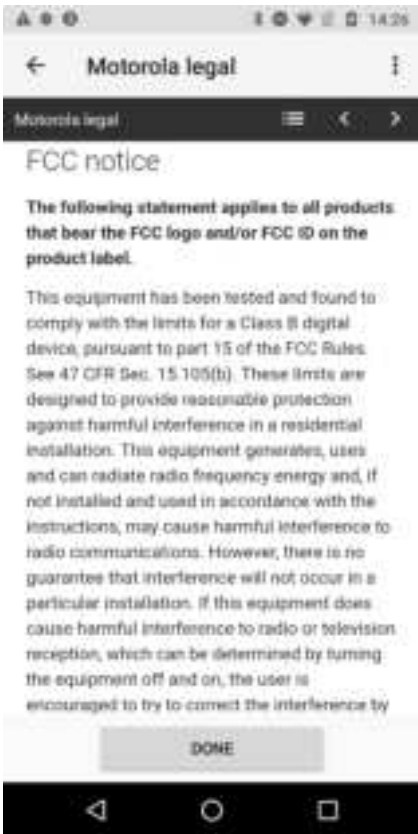 14:26
Motorola legal
Motorola legal
FCC notice
The following statement applies to all products
that bear the FCC logo and/or FCC ID on the
product label.
This equipment has been tested and found to
comply with the limits for a Class B digital
device, pursuant to part 15 of the FCC Rules.
See 47 CFR Sec. 15.105(b). These limits are
designed to provide reasonable protection
against harmful interference in a residential
installation. This equipment generates, uses
and can radiate radio frequency energy and, if
not installed and used in accordance with the
instructions, may cause harmful interference to
radio communications. However, there is no
guarantee that interference will not occur in a
particular installation. If this equipment does
cause harmful interference to radio or television
reception, which can be determined by turning
the equipment off and on, the user is
encouraged to try to correct the interference by
DONE